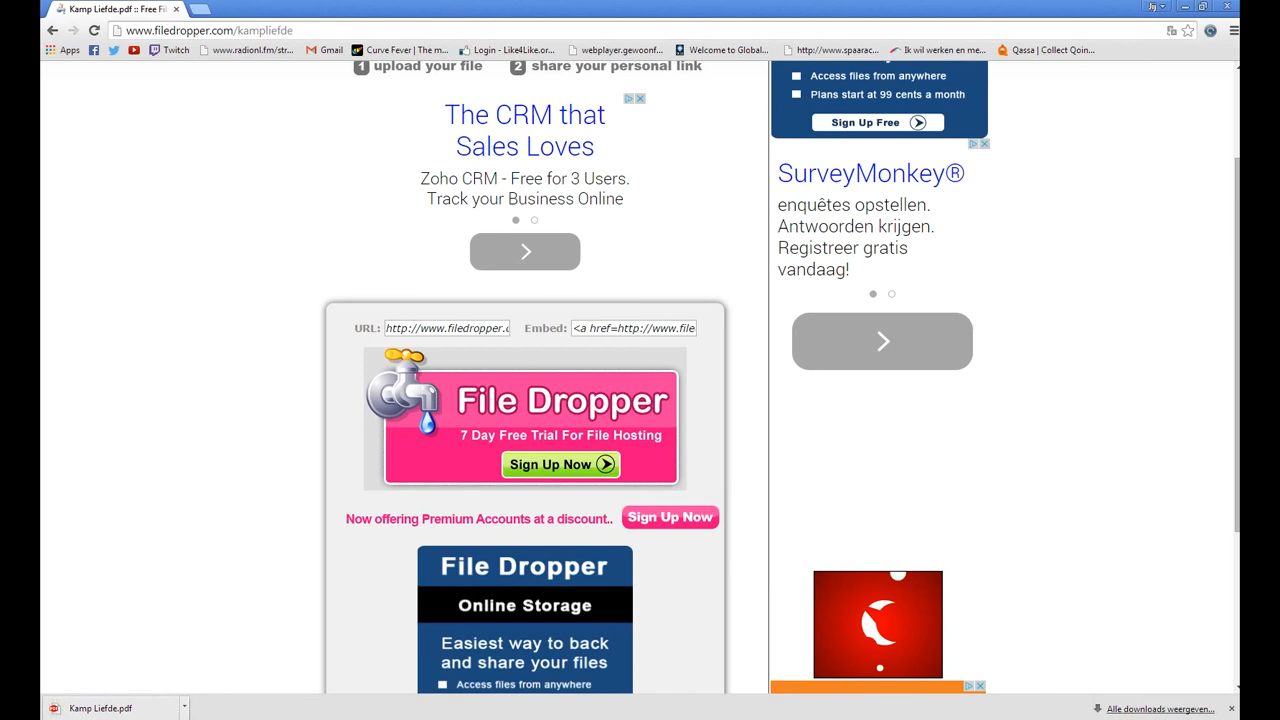 Kamp Liefde.pdf :: Free Fi
Jg
www.filedropper.com/kampliefde
Apps
Twitch
www.radionl.fm/str...
Gmail
Curve Fever | The m...
Login - Like4Like.or...
webplayer.gewoonf...
Welcome to Global...
http://www.spaarac...
Ik wil werken en me...
Qassa | Collect Qoin...
1 upload your file
2 share your personal link
The CRM that
Sales Loves
Zoho CRM - Free for 3 Users.
Track your Business Online
URL: http://www.filedropper.c
Embed: <a href=http://www.file
File Dropper
7 Day Free Trial For File Hosting
Sign Up Now
Now offering Premium Accounts at a discount..
Sign Up Now
File Dropper
Online Storage
Easiest way to back
and share your files
Access files from anywhere
Access files from anywhere
Plans start at 99 cents a month
Sign Up Free
SurveyMonkey®
enquêtes opstellen.
Antwoorden krijgen.
Registreer gratis
vandaag!
Kamp Liefde.pdf
Alle downloads weergeven...